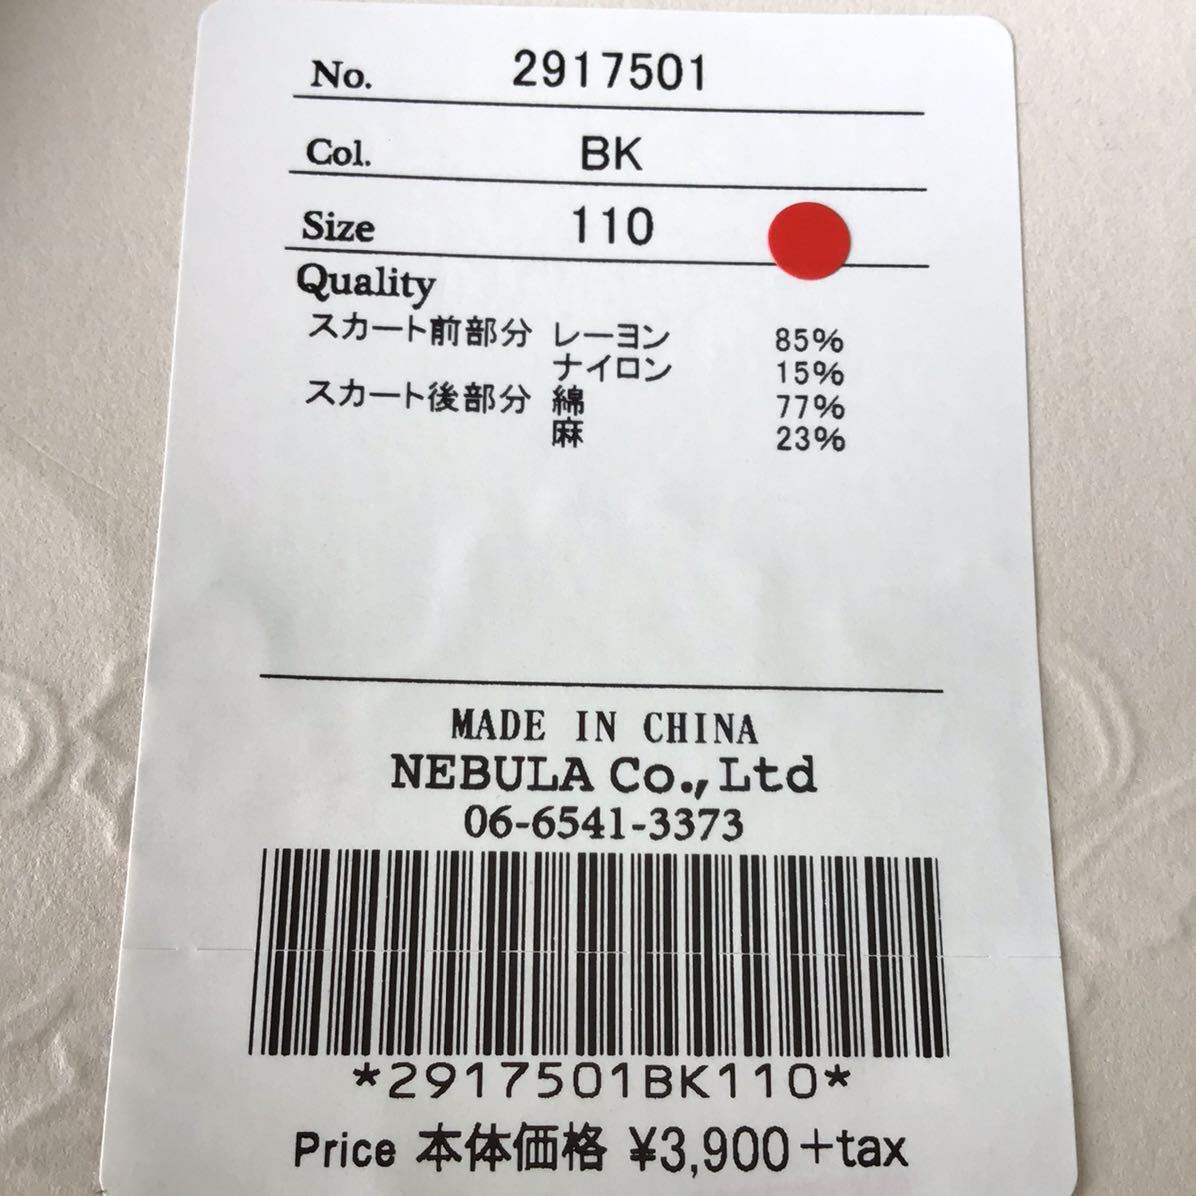 No. 2917501
Col. BK
Size 110
Quality
スカート前部分 レーヨン 85%
ナイロン 15%
スカート後部分 綿 77%
麻 23%
MADE IN CHINA
NEBULA Co.,Ltd
06-6541-3373
*2917501BK110*
Price 本体価格 ¥3,900+tax